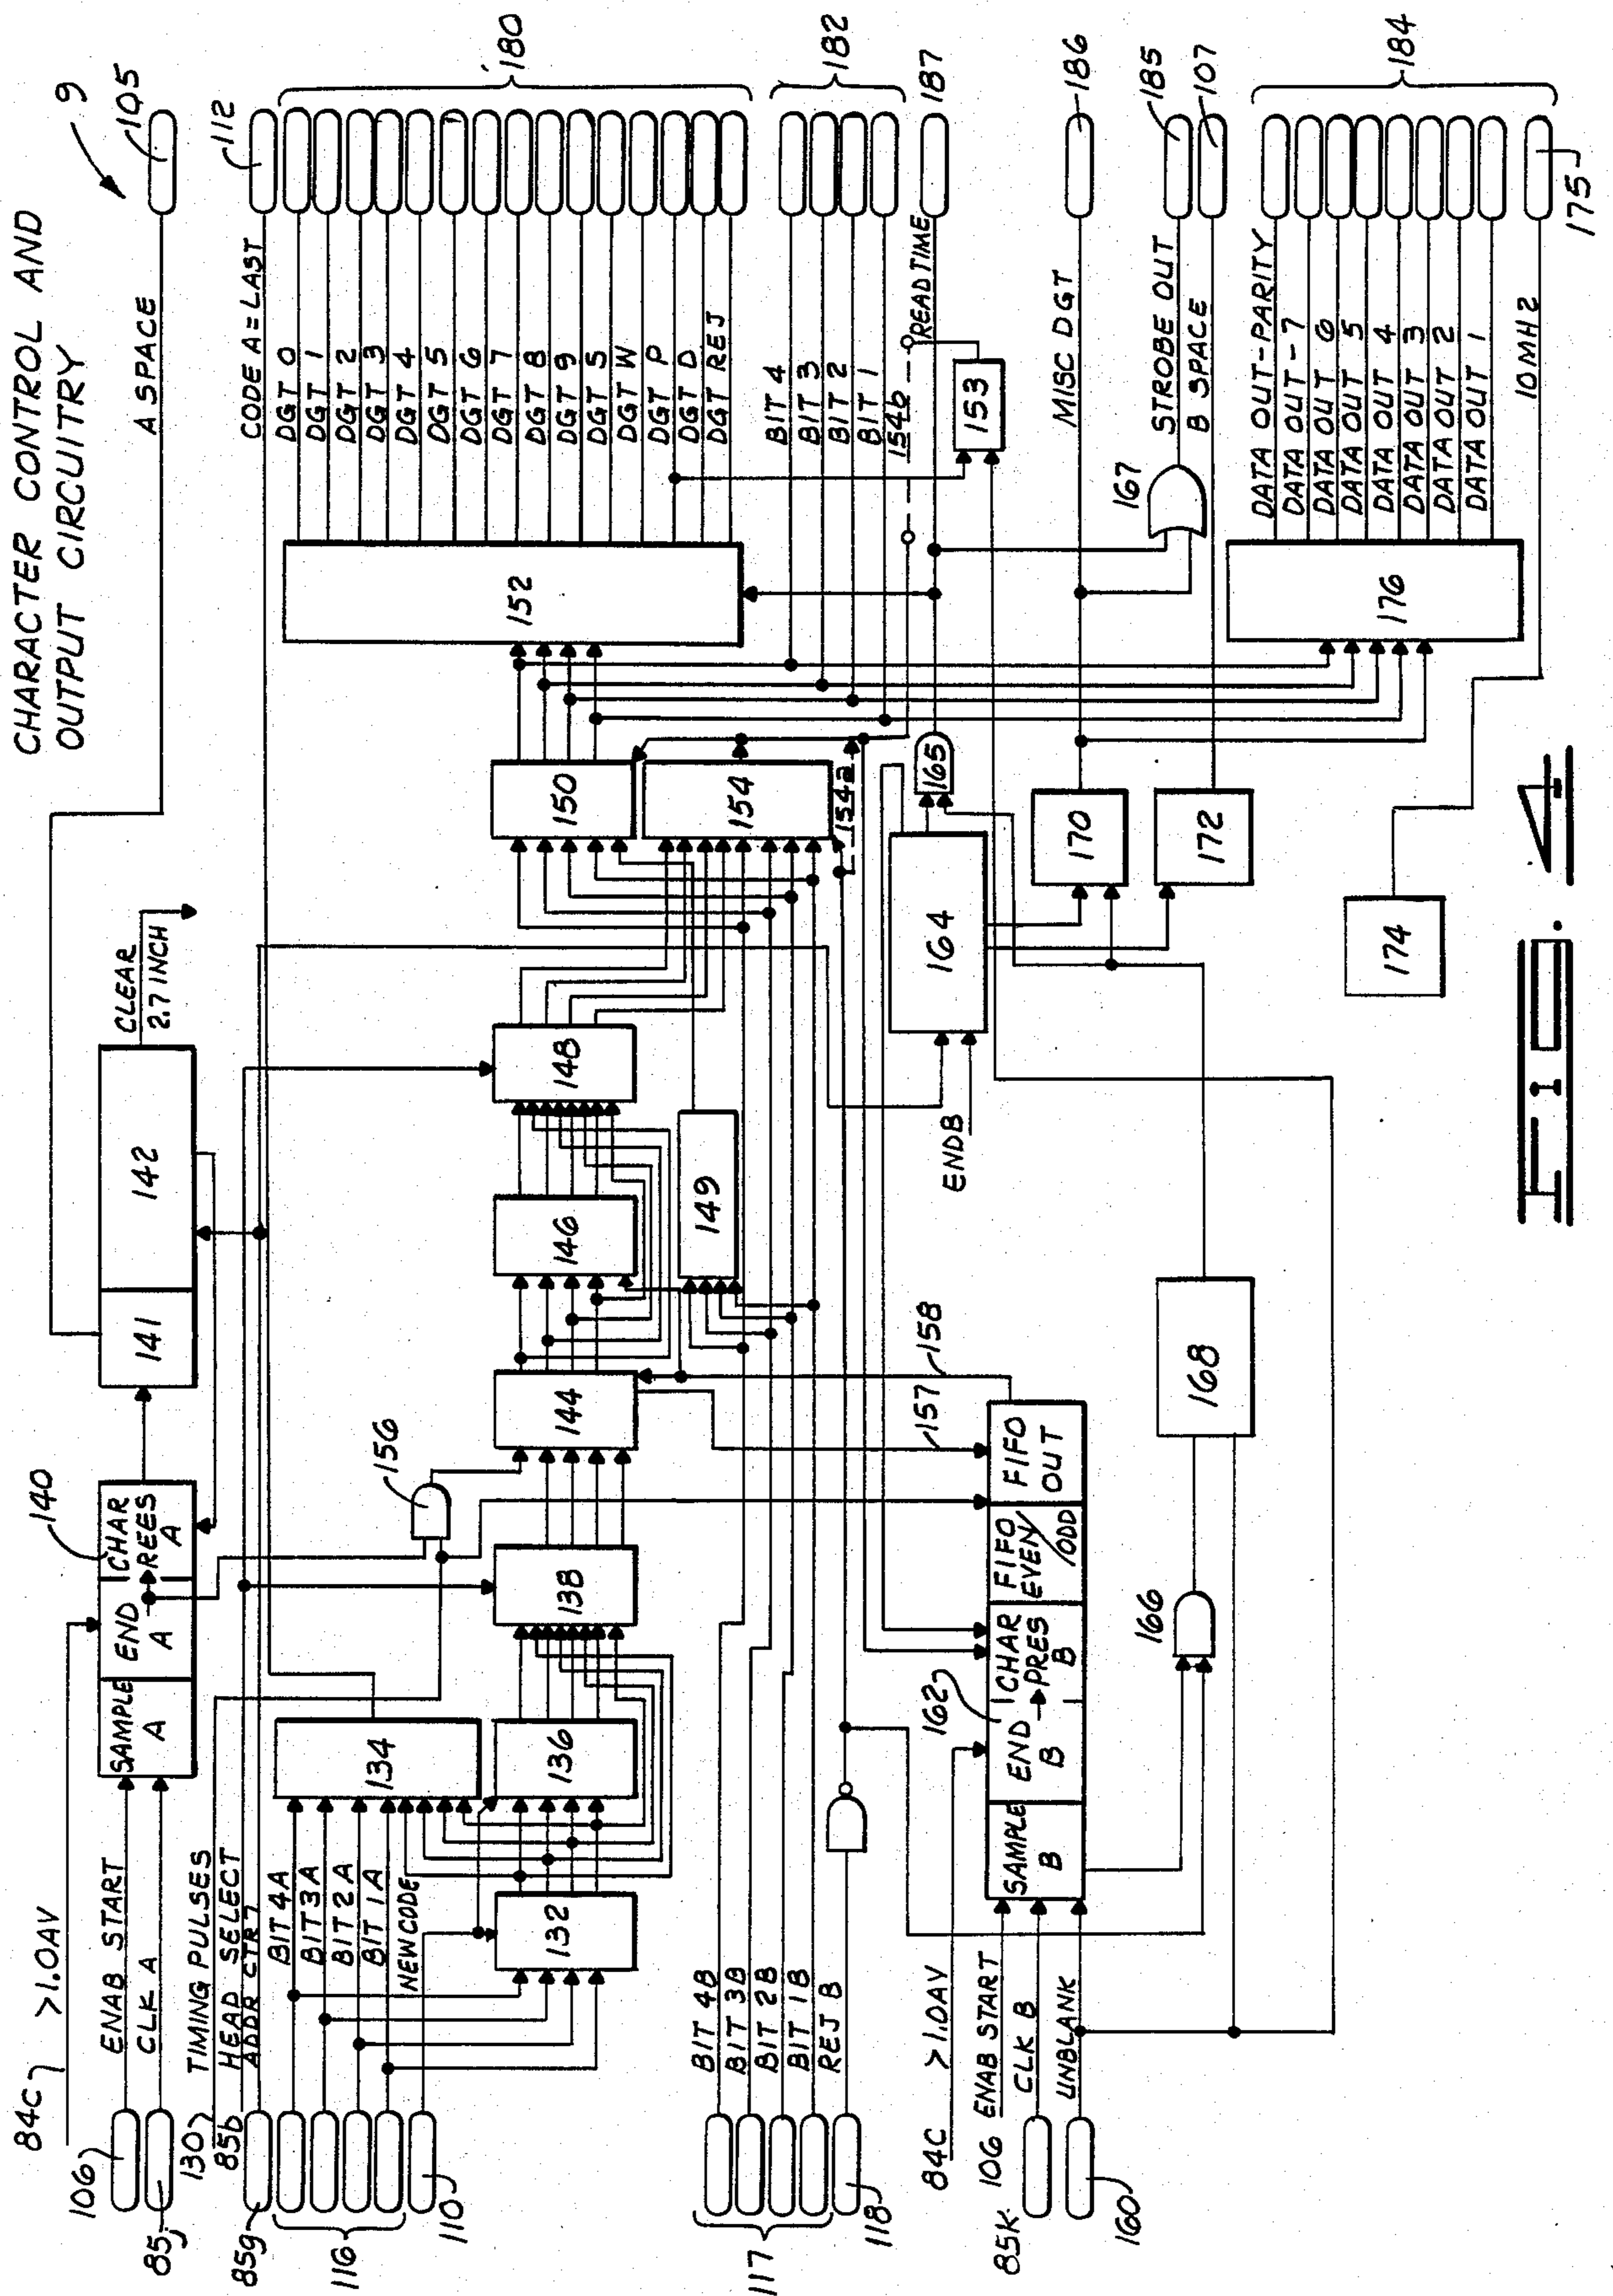 CHARACTER CONTROL AND
OUTPUT CIRCUITRY
9
84C >1.0AV
106
ENAB START
85j
CLK A
SAMPLE
A
END
A
CHAR
REES
A
140
141
142
CLEAR
2.7 INCH
A SPACE
105
130
TIMING PULSES
85b
HEAD SELECT
85g
ADDR CTR7
116
BIT 4A
BIT 3A
BIT 2A
BIT 1A
110
NEW CODE
132
134
136
138
156
144
146
148
149
150
152
154
CODE A=LAST
112
DGT 0
DGT 1
DGT 2
DGT 3
DGT 4
DGT 5
DGT 6
DGT 7
DGT 8
DGT 9
DGT S
DGT W
DGT P
DGT D
DGT REJ
180
BIT 4
BIT 3
BIT 2
BIT 1
182
154a
154b
READ TIME
187
153
117
BIT 4B
BIT 3B
BIT 2B
BIT 1B
118
REJ B
84C >1.0AV
106 ENAB START
85K
CLK B
160
UNBLANK
SAMPLE
B
END
B
162
CHAR
PRES
B
FIFO
EVEN/
ODD
FIFO
OUT
157
158
ENDB
164
165
166
168
170
172
174
MISC DGT
186
167
STROBE OUT
185
B SPACE
107
176
DATA OUT-PARITY
DATA OUT-7
DATA OUT 6
DATA OUT 5
DATA OUT 4
DATA OUT 3
DATA OUT 2
DATA OUT 1
184
10MHZ
175
FIG. 4